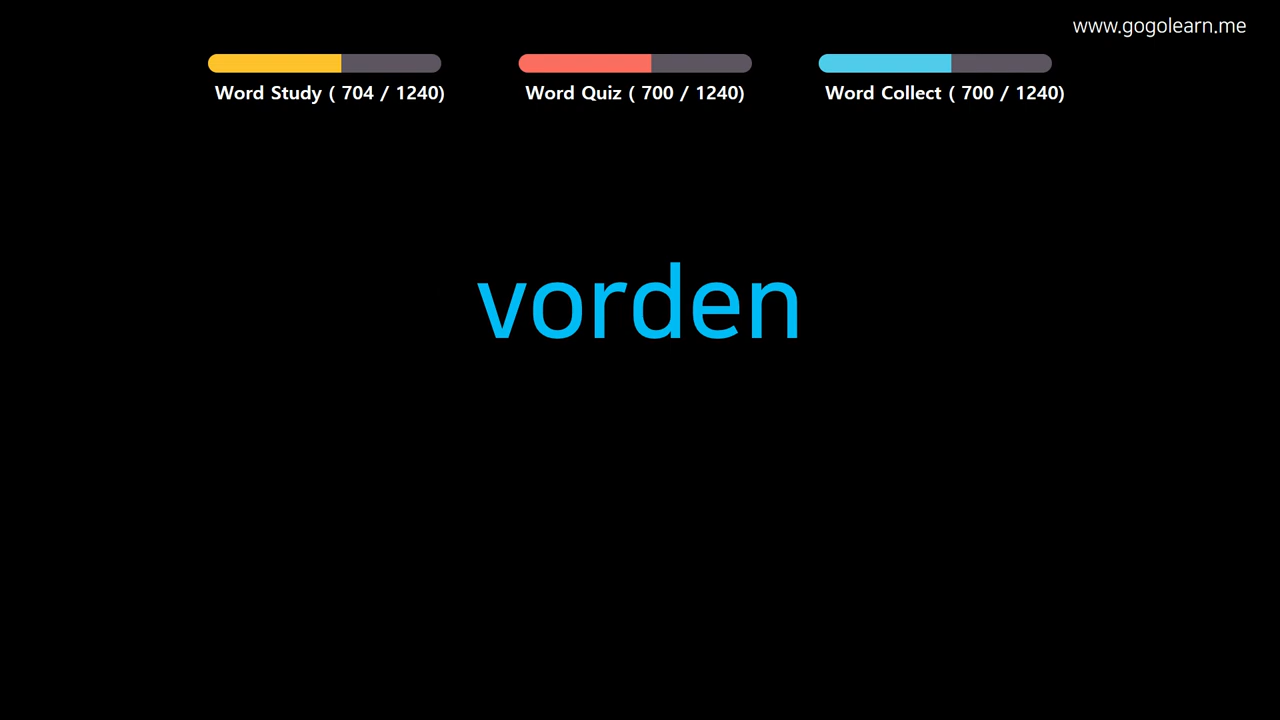 www.gogolearn.me
Word Study ( 704 / 1240)
Word Quiz ( 700 / 1240)
Word Collect ( 700 / 1240)
vorden